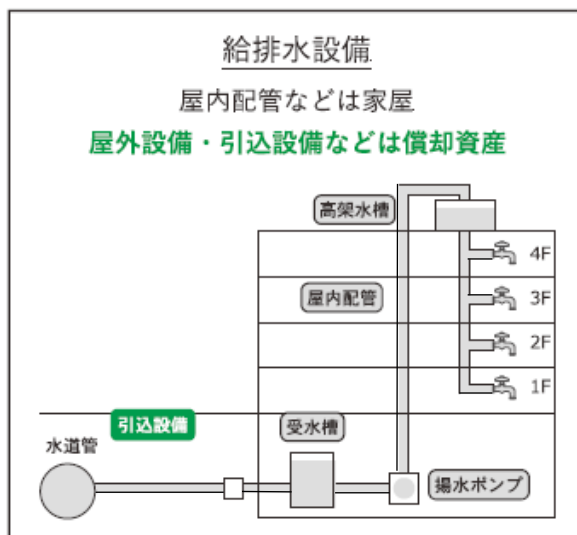 給排水設備
屋内配管などは家屋
屋外設備・引込設備などは償却資産
高架水槽
4F
屋内配管
3F
2F
1F
引込設備
受水槽
水道管
揚水ポンプ